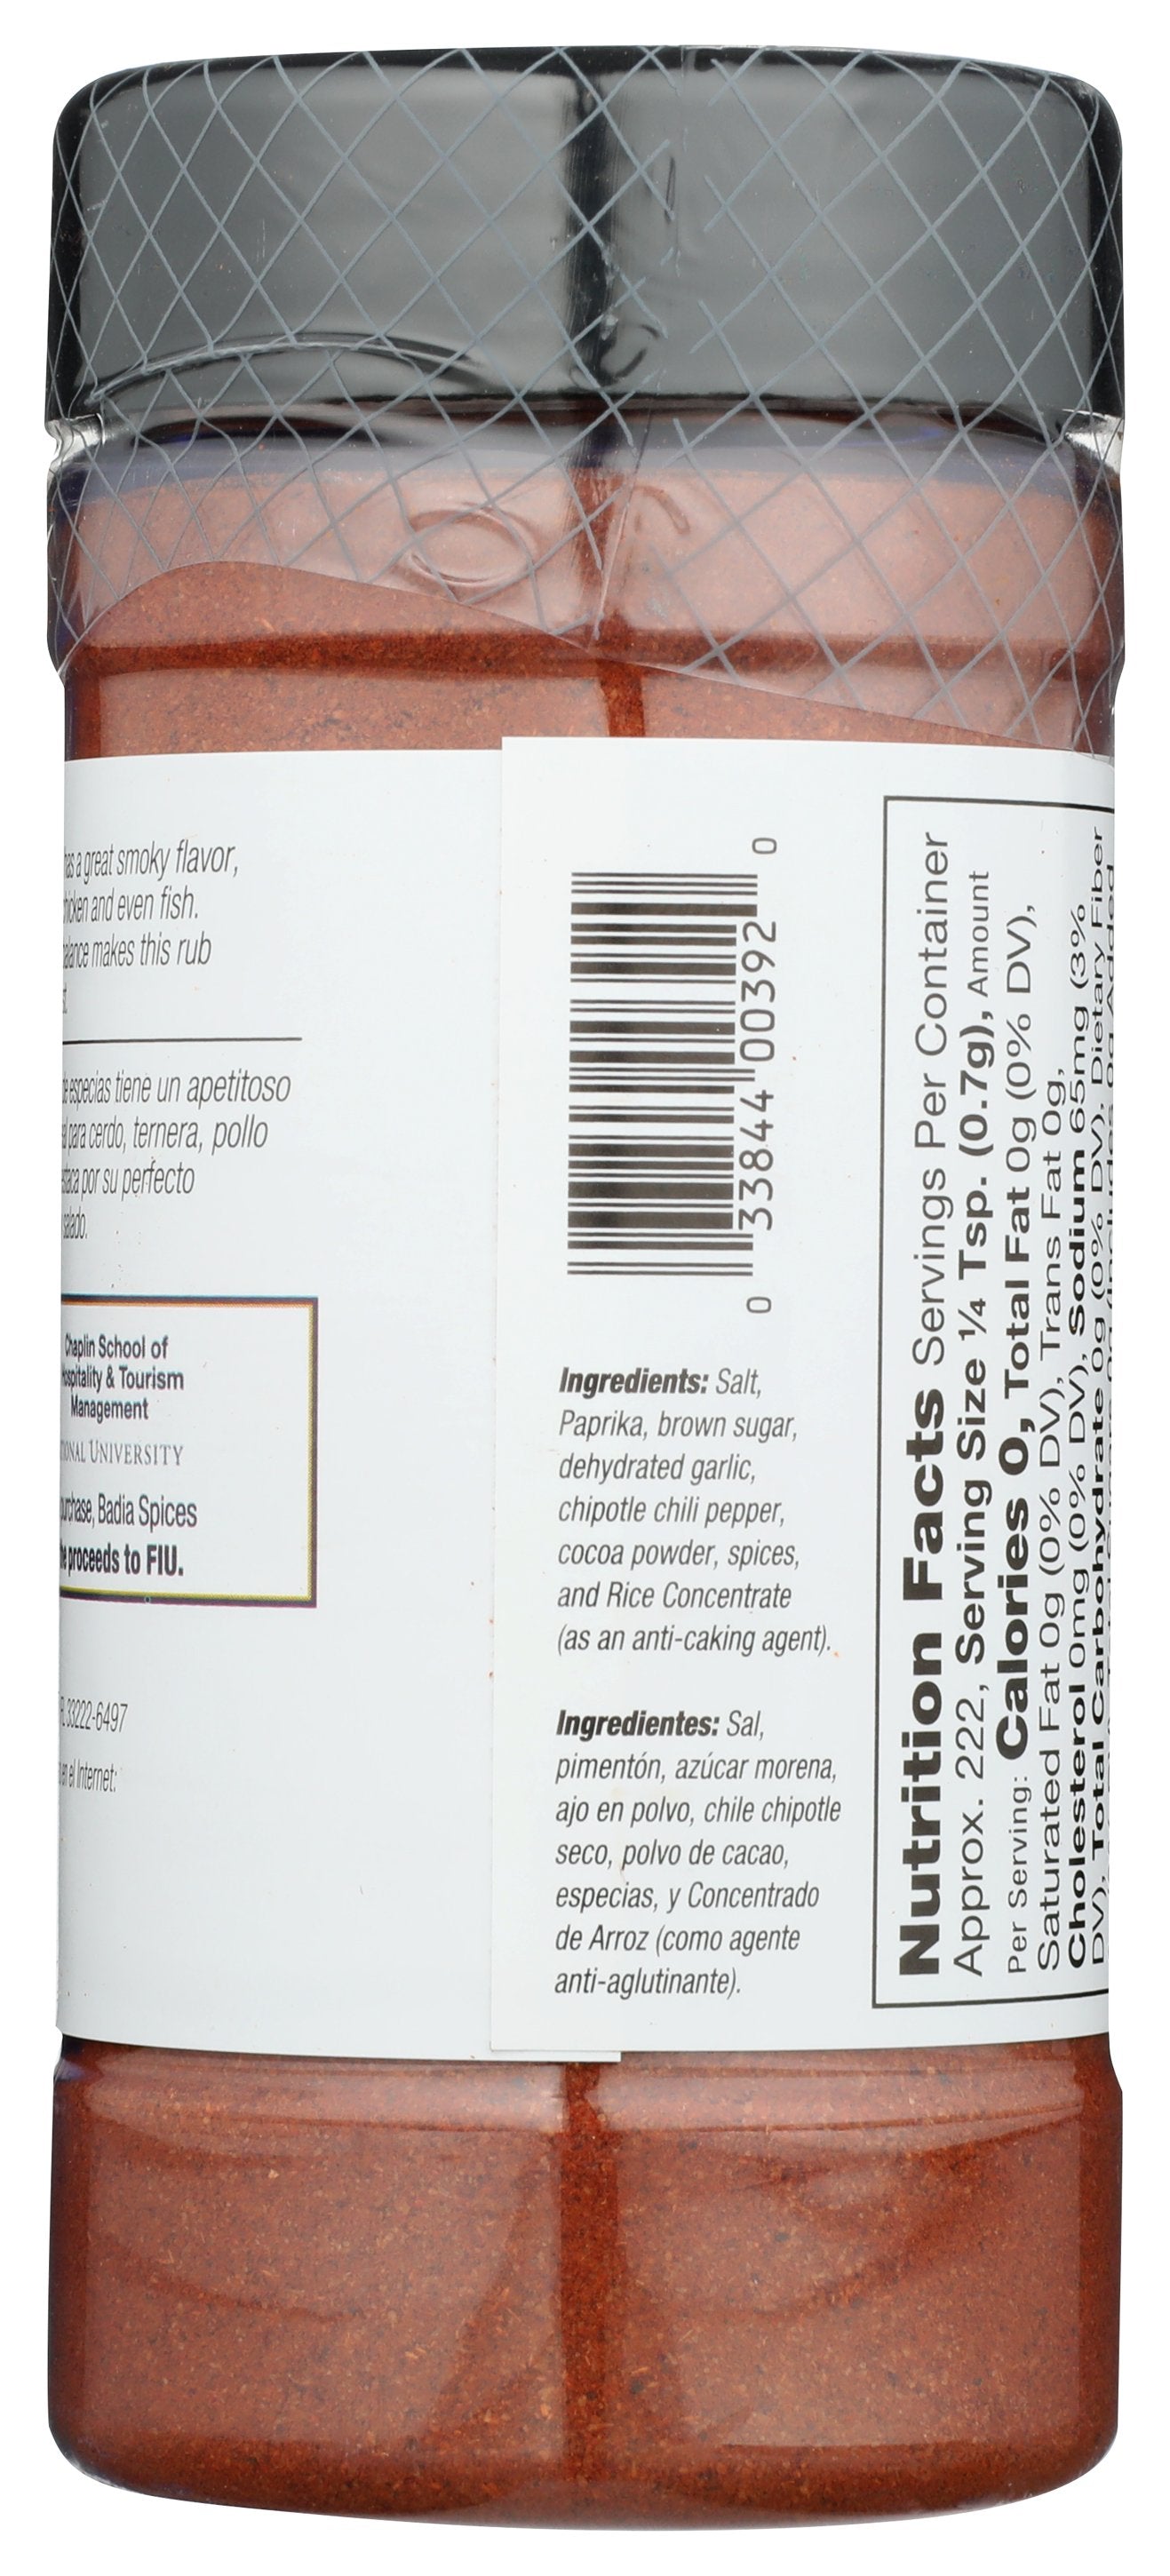 has a great smoky flavor,
chicken and even fish.
balance makes this rub
especias tiene un apetitoso
para cerdo, ternera, pollo
por su perfecto
salado.
Chaplin School of
Hospitality & Tourism
Management
UNIVERSITY
purchase, Badia Spices
the proceeds to FIU.
FL 33222-6497
en el Internet:
0 33844 00392 0
Ingredients: Salt,
Paprika, brown sugar,
dehydrated garlic,
chipotle chili pepper,
cocoa powder, spices,
and Rice Concentrate
(as an anti-caking agent).
Ingredientes: Sal,
pimentón, azúcar morena,
ajo en polvo, chile chipotle
seco, polvo de cacao,
especias, y Concentrado
de Arroz (como agente
anti-aglutinante).
Nutrition Facts Servings Per Container
Approx. 222, Serving Size ¼ Tsp. (0.7g), Amount
Per Serving: Calories 0, Total Fat 0g (0% DV),
Saturated Fat 0g (0% DV), Trans Fat 0g,
Cholesterol 0mg (0% DV), Sodium 65mg (3%
DV), Total Carbohydrate 0g (0% DV), Dietary Fiber